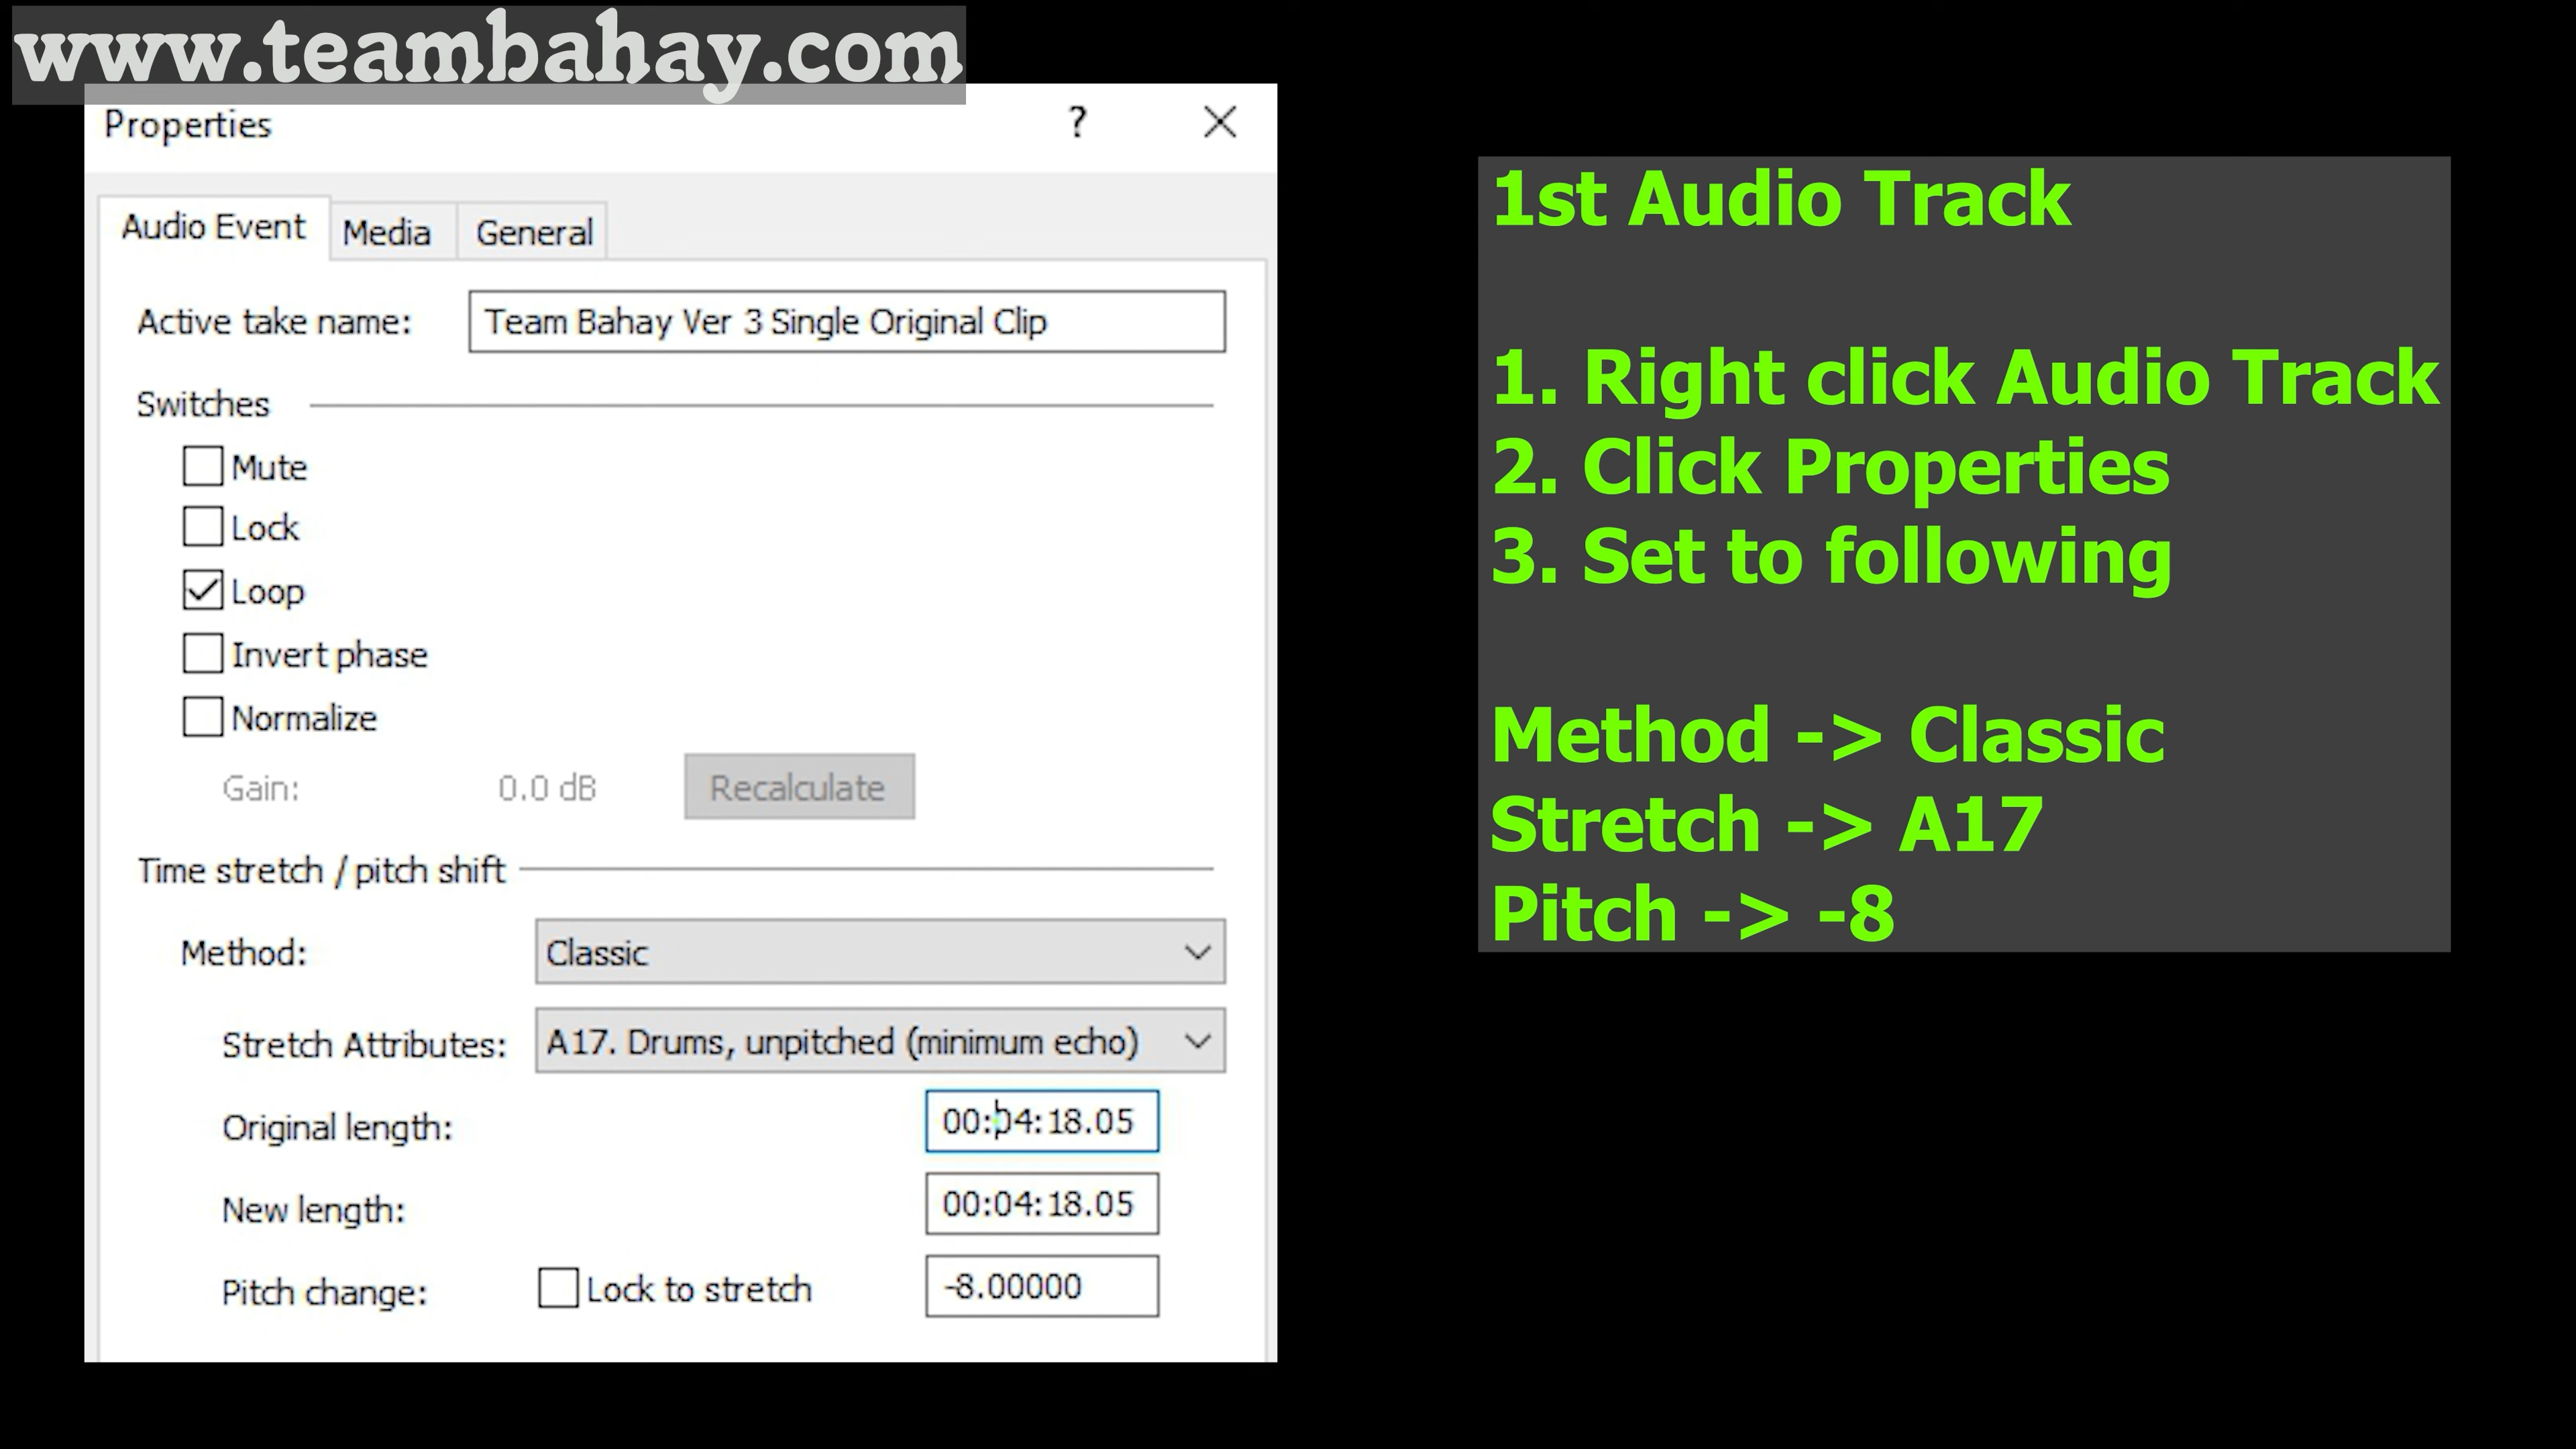 www.teambahay.com
Properties ?
Audio Event Media General
Active take name: Team Bahay Ver 3 Single Original Clip
Switches
Mute
Lock
Loop
Invert phase
Normalize
Gain: 0.0 dB Recalculate
Time stretch / pitch shift
Method: Classic
Stretch Attributes: A17. Drums, unpitched (minimum echo)
Original length: 00:04:18.05
New length: 00:04:18.05
Pitch change: Lock to stretch -8.00000
1st Audio Track
1. Right click Audio Track
2. Click Properties
3. Set to following
Method -> Classic
Stretch -> A17
Pitch -> -8